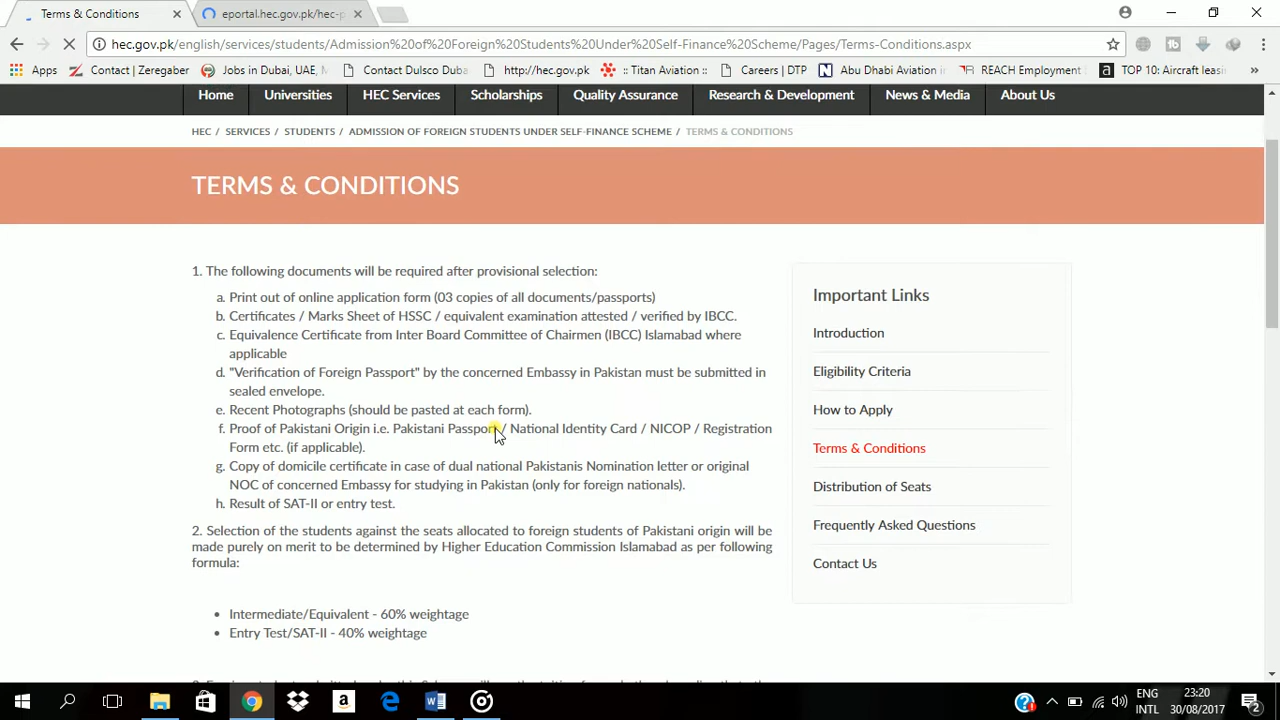 Terms & Conditions
eportal.hec.gov.pk/hec-p
hec.gov.pk/english/services/students/Admission%20of%20Foreign%20Students%20Under%20Self-Finance%20Scheme/Pages/Terms-Conditions.aspx
Apps Contact | Zeregaber Jobs in Dubai, UAE, Contact Dulsco Duba http://hec.gov.pk :: Titan Aviation :: Careers | DTP Abu Dhabi Aviation REACH Employment a TOP 10: Aircraft leasi »
Home Universities HEC Services Scholarships Quality Assurance Research & Development News & Media About Us
HEC / SERVICES / STUDENTS / ADMISSION OF FOREIGN STUDENTS UNDER SELF-FINANCE SCHEME / TERMS & CONDITIONS
TERMS & CONDITIONS
1. The following documents will be required after provisional selection:
a. Print out of online application form (03 copies of all documents/passports)
b. Certificates / Marks Sheet of HSSC / equivalent examination attested / verified by IBCC.
c. Equivalence Certificate from Inter Board Committee of Chairmen (IBCC) Islamabad where
applicable
d. "Verification of Foreign Passport" by the concerned Embassy in Pakistan must be submitted in
sealed envelope.
e. Recent Photographs (should be pasted at each form).
f. Proof of Pakistani Origin i.e. Pakistani Passport / National Identity Card / NICOP / Registration
Form etc. (if applicable).
g. Copy of domicile certificate in case of dual national Pakistanis Nomination letter or original
NOC of concerned Embassy for studying in Pakistan (only for foreign nationals).
h. Result of SAT-II or entry test.
2. Selection of the students against the seats allocated to foreign students of Pakistani origin will be
made purely on merit to be determined by Higher Education Commission Islamabad as per following
formula:
• Intermediate/Equivalent - 60% weightage
• Entry Test/SAT-II - 40% weightage
Important Links
Introduction
Eligibility Criteria
How to Apply
Terms & Conditions
Distribution of Seats
Frequently Asked Questions
Contact Us
ENG
INTL
23:20
30/08/2017
2